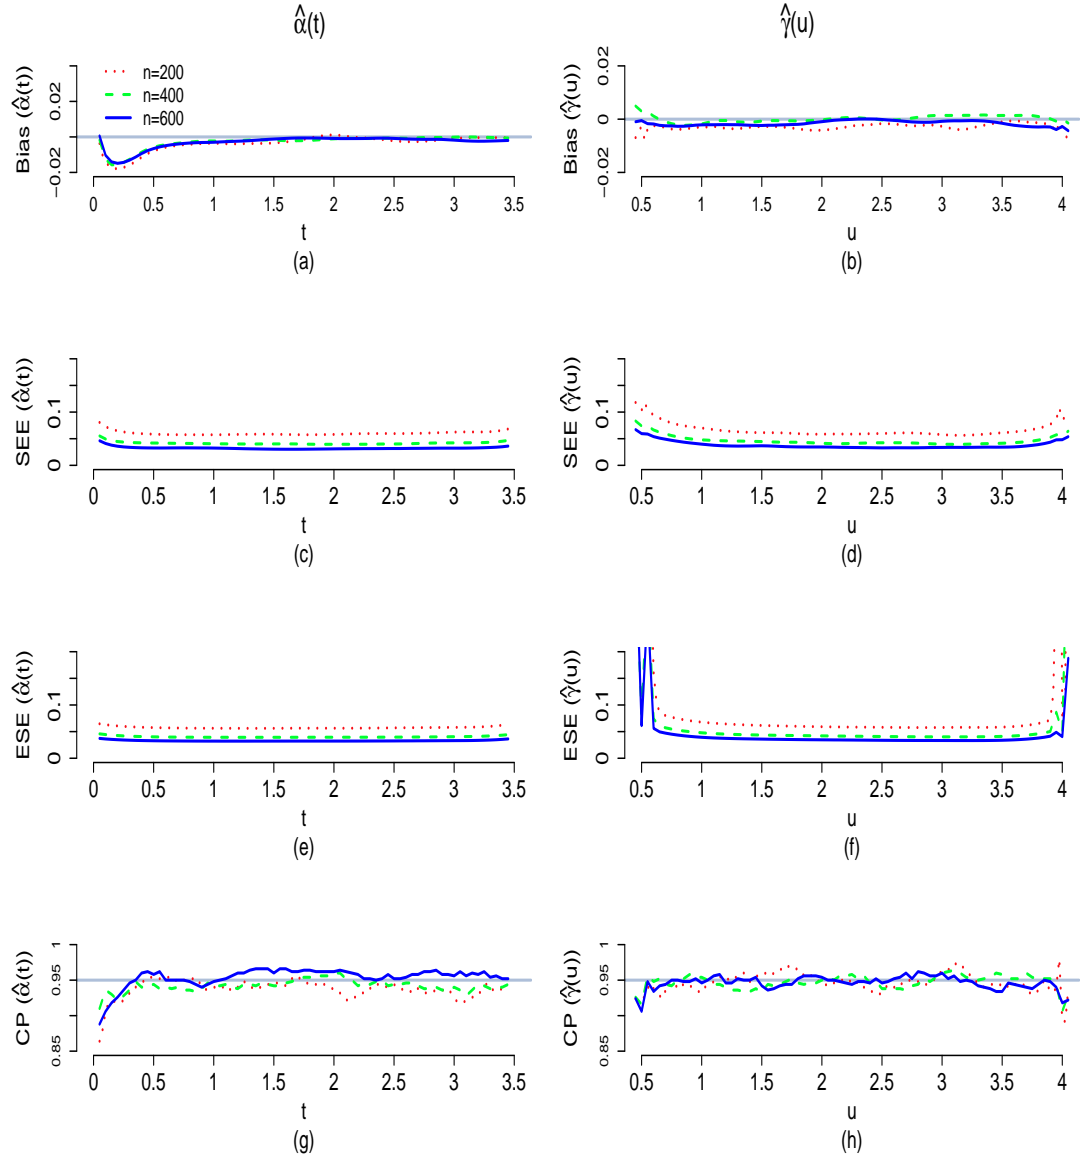 α̂(t)
γ̂(u)
Bias (α̂(t))
−0.02
0.02
n=200
n=400
n=600
0 0.5 1 1.5 2 2.5 3 3.5
t
(a)
Bias (γ̂(u))
−0.02
0
0.02
0.5 1 1.5 2 2.5 3 3.5 4
u
(b)
SEE (α̂(t))
0
0.1
0 0.5 1 1.5 2 2.5 3 3.5
t
(c)
SEE (γ̂(u))
0
0.1
0.5 1 1.5 2 2.5 3 3.5 4
u
(d)
ESE (α̂(t))
0
0.1
0 0.5 1 1.5 2 2.5 3 3.5
t
(e)
ESE (γ̂(u))
0
0.1
0.5 1 1.5 2 2.5 3 3.5 4
u
(f)
CP (α̂(t))
0.85
0.95
1
0 0.5 1 1.5 2 2.5 3 3.5
t
(g)
CP (γ̂(u))
0.85
0.95
1
0.5 1 1.5 2 2.5 3 3.5 4
u
(h)